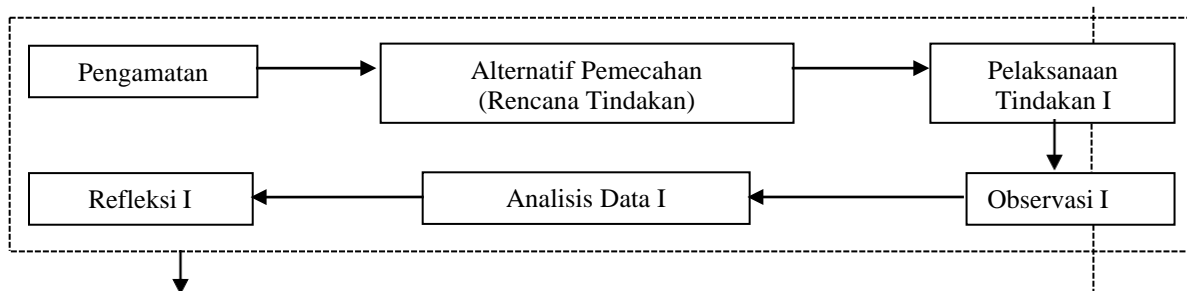 Pengamatan
Alternatif Pemecahan
(Rencana Tindakan)
Pelaksanaan
Tindakan I
Refleksi I
Analisis Data I
Observasi I